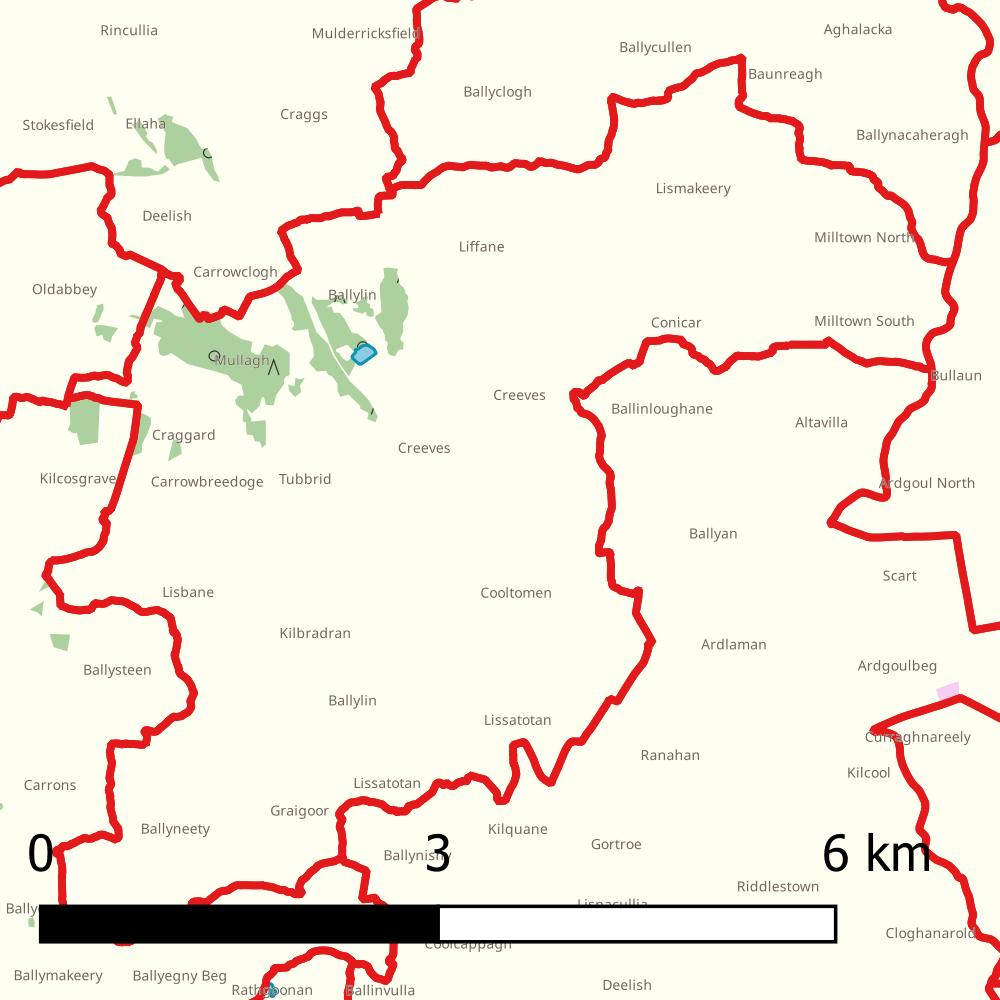 Rincullia
Mulderricksfield
Ballycullen
Aghalacka
Baunreagh
Ballyclogh
Craggs
Stokesfield
Ellaha
Ballynacaheragh
Lismakeery
Deelish
Milltown North
Liffane
Carrowclogh
Oldabbey
Ballylin
Conicar
Milltown South
Mullagh
Bullaun
Creeves
Ballinloughane
Altavilla
Craggard
Creeves
Kilcosgrave
Carrowbreedoge
Tubbrid
Ardgoul North
Ballyan
Scart
Lisbane
Cooltomen
Kilbradran
Ardlaman
Ardgoulbeg
Ballysteen
Ballylin
Lissatotan
Curraghnareely
Ranahan
Kilcool
Carrons
Lissatotan
Graigoor
Ballyneety
Kilquane
Gortroe
0 3 6 km
Ballynisky
Riddlestown
Lisnacullia
Bally
Cloghanarold
Coolcappagh
Ballymakeery
Ballyegny Beg
Rathgoonan
Ballinvulla
Deelish